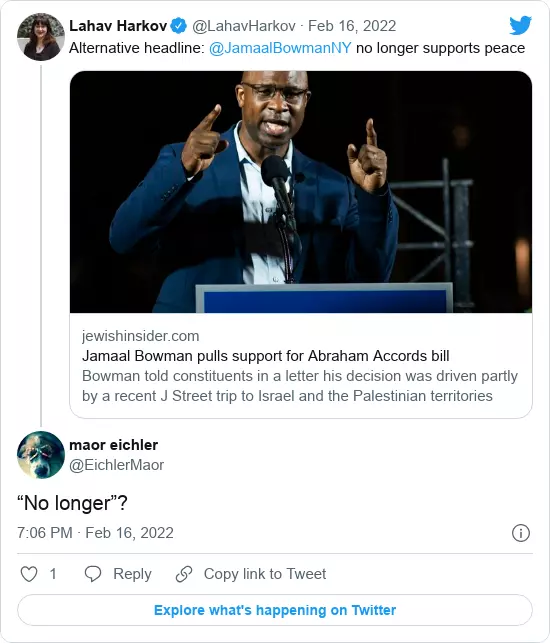 Lahav Harkov @LahavHarkov · Feb 16, 2022
Alternative headline: @JamaalBowmanNY no longer supports peace
jewishinsider.com
Jamaal Bowman pulls support for Abraham Accords bill
Bowman told constituents in a letter his decision was driven partly
by a recent J Street trip to Israel and the Palestinian territories
maor eichler
@EichlerMaor
“No longer”?
7:06 PM · Feb 16, 2022
1 Reply Copy link to Tweet
Explore what's happening on Twitter